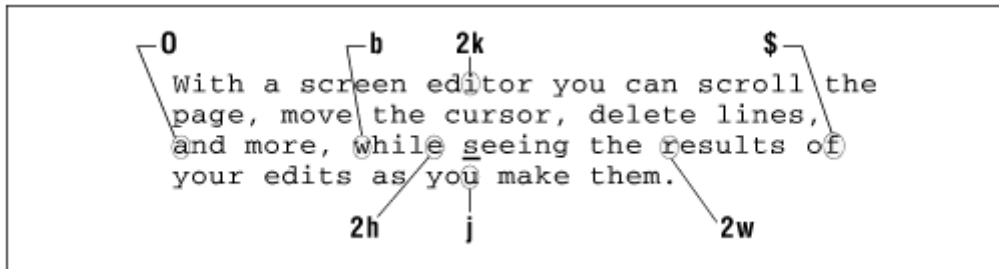 0 b 2k $
With a screen editor you can scroll the
page, move the cursor, delete lines,
and more, while seeing the results of
your edits as you make them.
2h j 2w